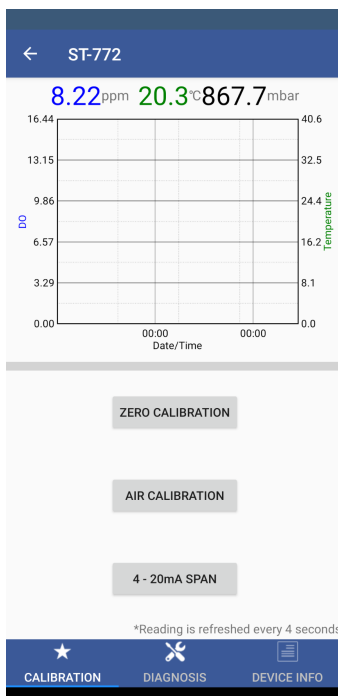 ← ST-772
8.22ppm 20.3°C867.7mbar
16.44 40.6
13.15 32.5
9.86 24.4
DO Temperature
6.57 16.2
3.29 8.1
0.00 0.0
00:00 00:00
Date/Time
ZERO CALIBRATION
AIR CALIBRATION
4 - 20mA SPAN
*Reading is refreshed every 4 seconds
CALIBRATION DIAGNOSIS DEVICE INFO